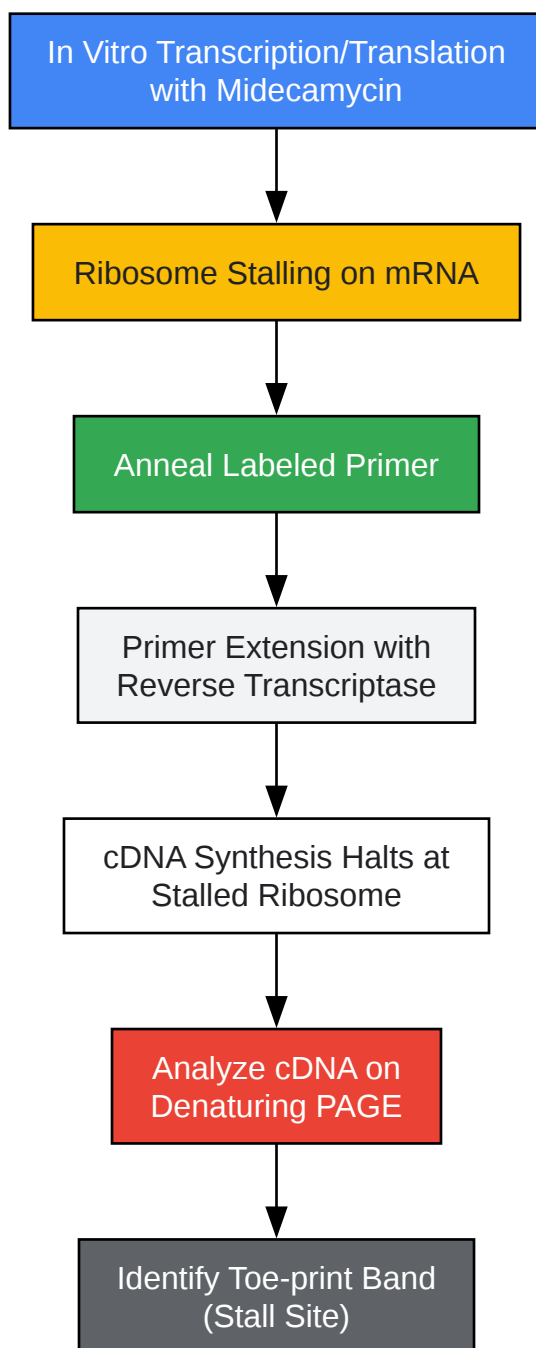 In Vitro Transcription/Translation
with Midecamycin
Ribosome Stalling on mRNA
Anneal Labeled Primer
Primer Extension with
Reverse Transcriptase
cDNA Synthesis Halts at
Stalled Ribosome
Analyze cDNA on
Denaturing PAGE
Identify Toe-print Band
(Stall Site)